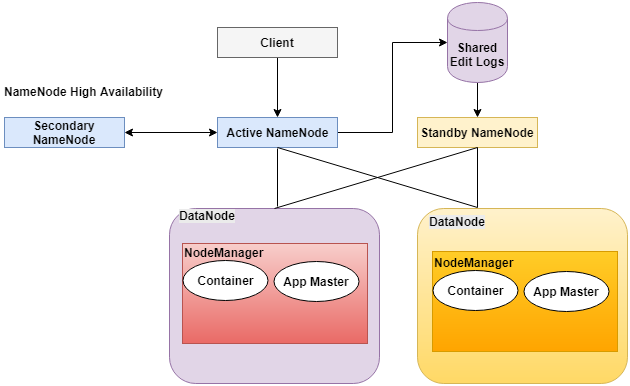 Client
Shared
Edit Logs
NameNode High Availability
Secondary
NameNode
Active NameNode
Standby NameNode
DataNode
NodeManager
Container
App Master
DataNode
NodeManager
Container
App Master